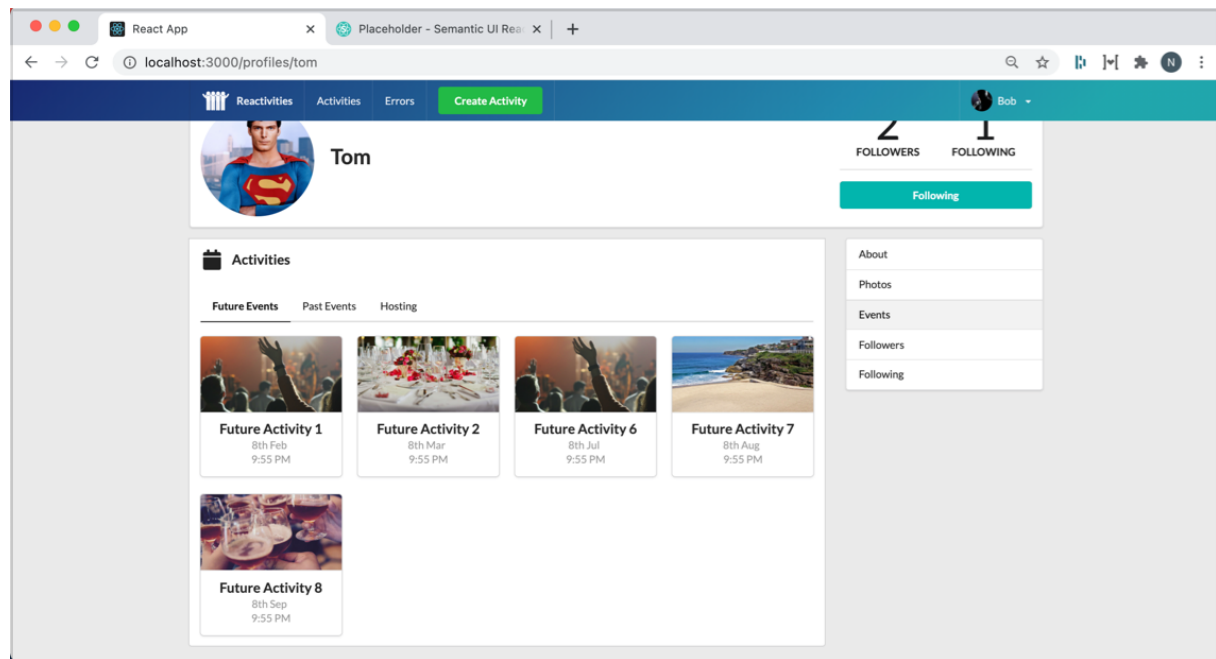 React App
Placeholder - Semantic UI Rea
localhost:3000/profiles/tom
N
Reactivities Activities Errors Create Activity
Bob
Tom
2 1
FOLLOWERS FOLLOWING
Following
Activities
Future Events Past Events Hosting
Future Activity 1
8th Feb
9:55 PM
Future Activity 2
8th Mar
9:55 PM
Future Activity 6
8th Jul
9:55 PM
Future Activity 7
8th Aug
9:55 PM
Future Activity 8
8th Sep
9:55 PM
About
Photos
Events
Followers
Following